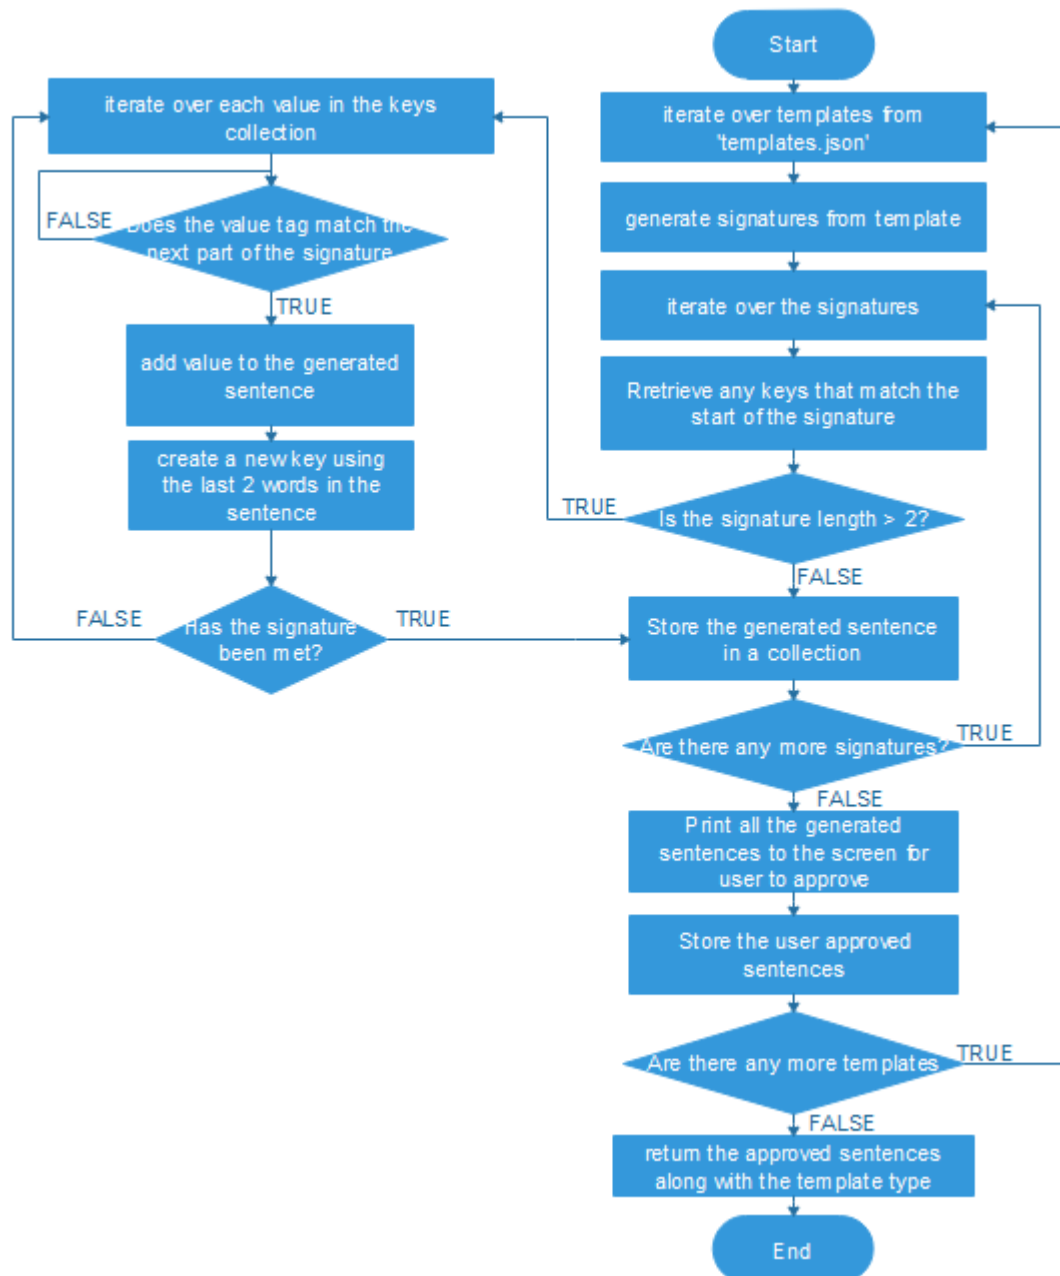 Start
iterate over templates from
'templates.json'
generate signatures from template
iterate over the signatures
Rretrieve any keys that match the
start of the signature
Is the signature length > 2?
TRUE
FALSE
iterate over each value in the keys
collection
Does the value tag match the
next part of the signature
FALSE
TRUE
add value to the generated
sentence
create a new key using
the last 2 words in the
sentence
Has the signature
been met?
FALSE
TRUE
Store the generated sentence
in a collection
Are there any more signatures?
TRUE
FALSE
Print all the generated
sentences to the screen for
user to approve
Store the user approved
sentences
Are there any more templates
TRUE
FALSE
return the approved sentences
along with the template type
End